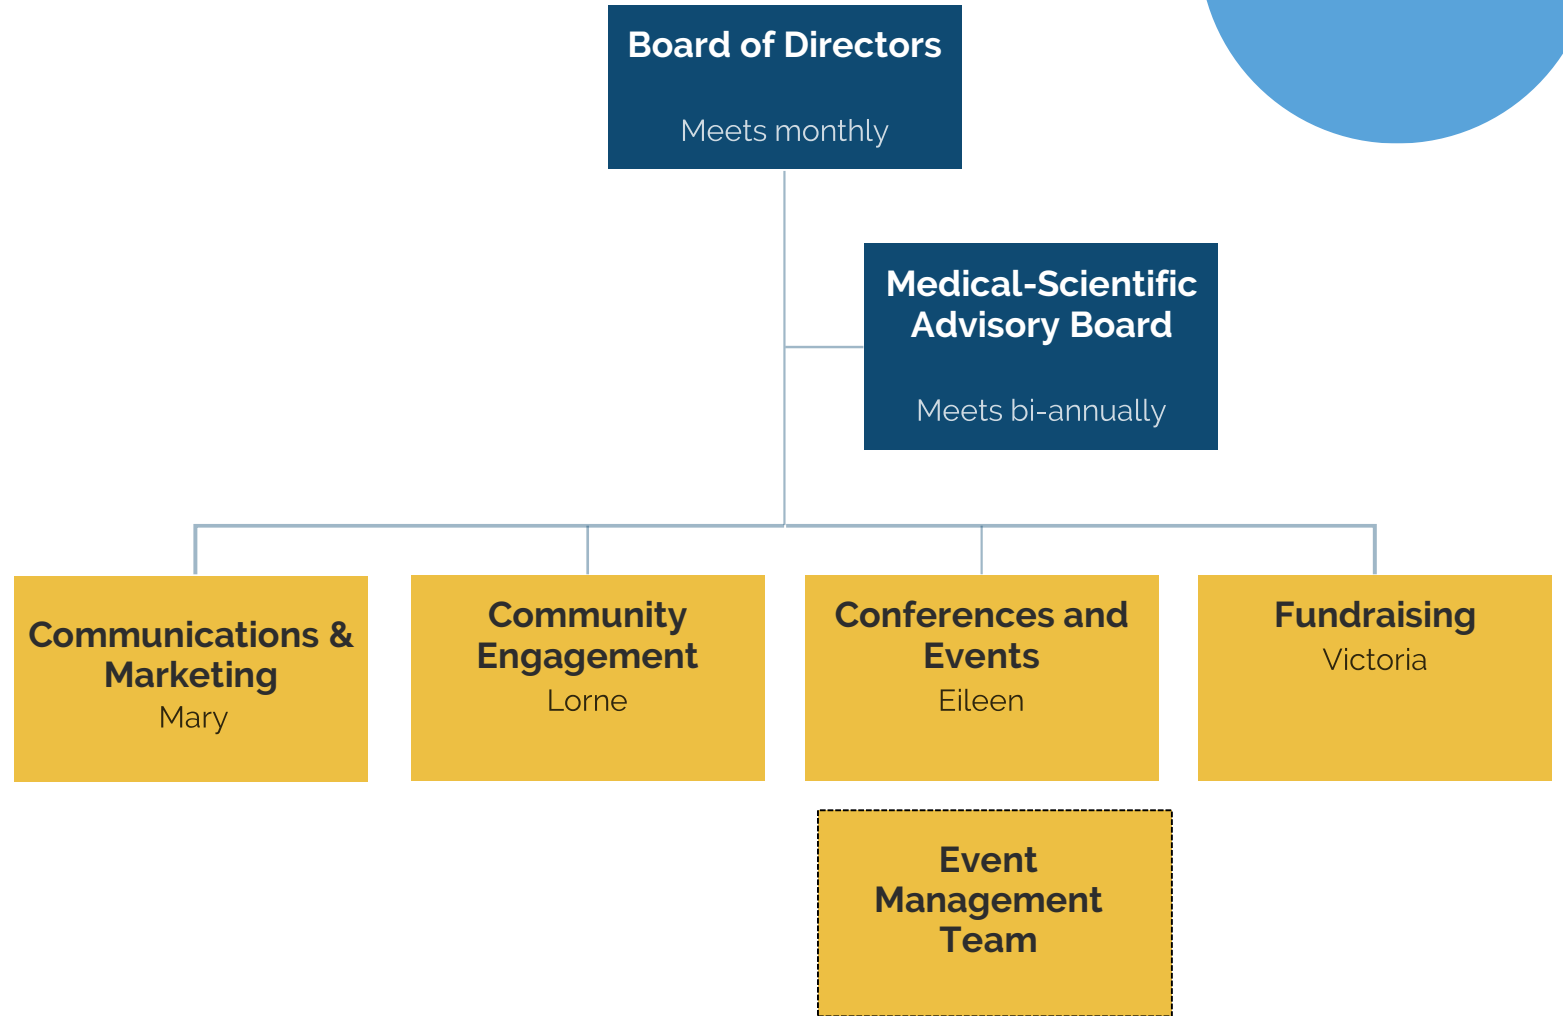 Board of Directors
Meets monthly
Medical-Scientific
Advisory Board
Meets bi-annually
Communications &
Marketing
Mary
Community
Engagement
Lorne
Conferences and
Events
Eileen
Fundraising
Victoria
Event
Management
Team